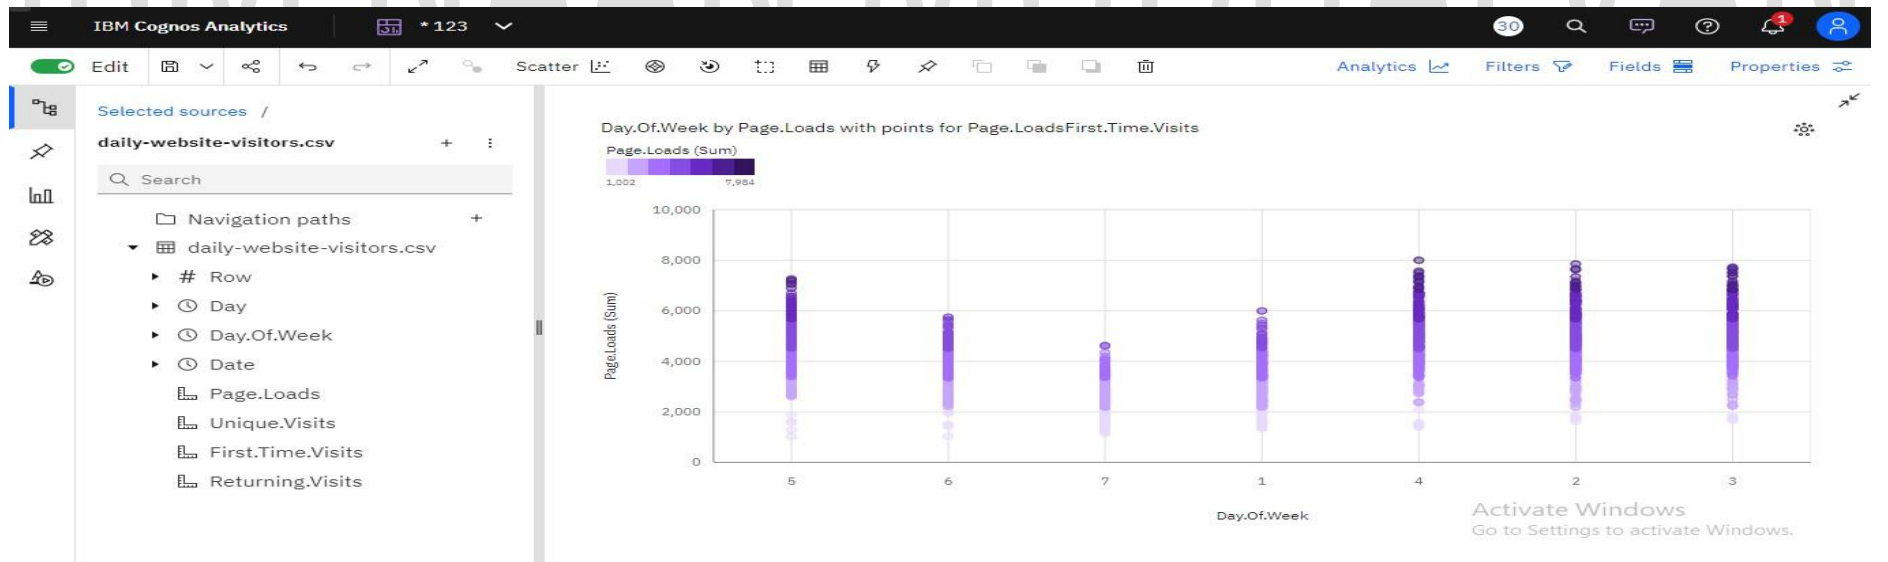 IBM Cognos Analytics
* 123
30
1
Edit
Scatter
Analytics
Filters
Fields
Properties
Selected sources /
daily-website-visitors.csv
Search
Navigation paths
daily-website-visitors.csv
# Row
Day
Day.Of.Week
Date
Page.Loads
Unique.Visits
First.Time.Visits
Returning.Visits
Day.Of.Week by Page.Loads with points for Page.LoadsFirst.Time.Visits
Page.Loads (Sum)
1,002 7,984
Page.Loads (Sum)
10,000
8,000
6,000
4,000
2,000
0
5 6 7 1 4 2 3
Day.Of.Week
Activate Windows
Go to Settings to activate Windows.